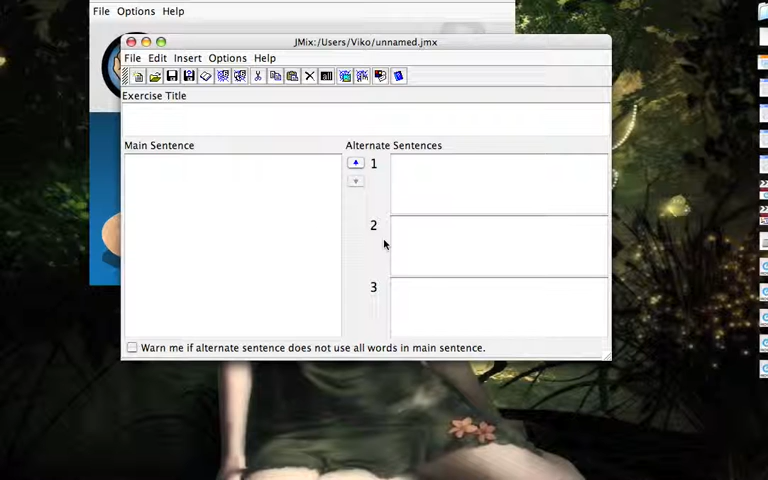 File Options Help
JMix:/Users/Viko/unnamed.jmx
File Edit Insert Options Help
Exercise Title
Main Sentence Alternate Sentences
1
2
3
Warn me if alternate sentence does not use all words in main sentence.